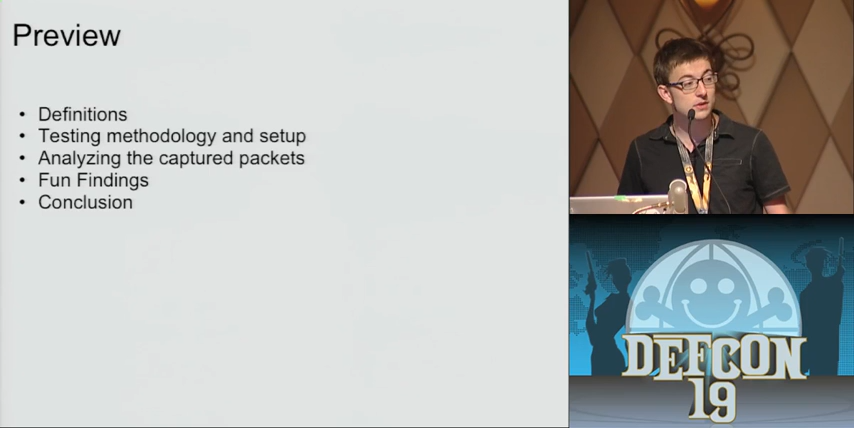 Preview
• Definitions
• Testing methodology and setup
• Analyzing the captured packets
• Fun Findings
• Conclusion
DEFCON
19